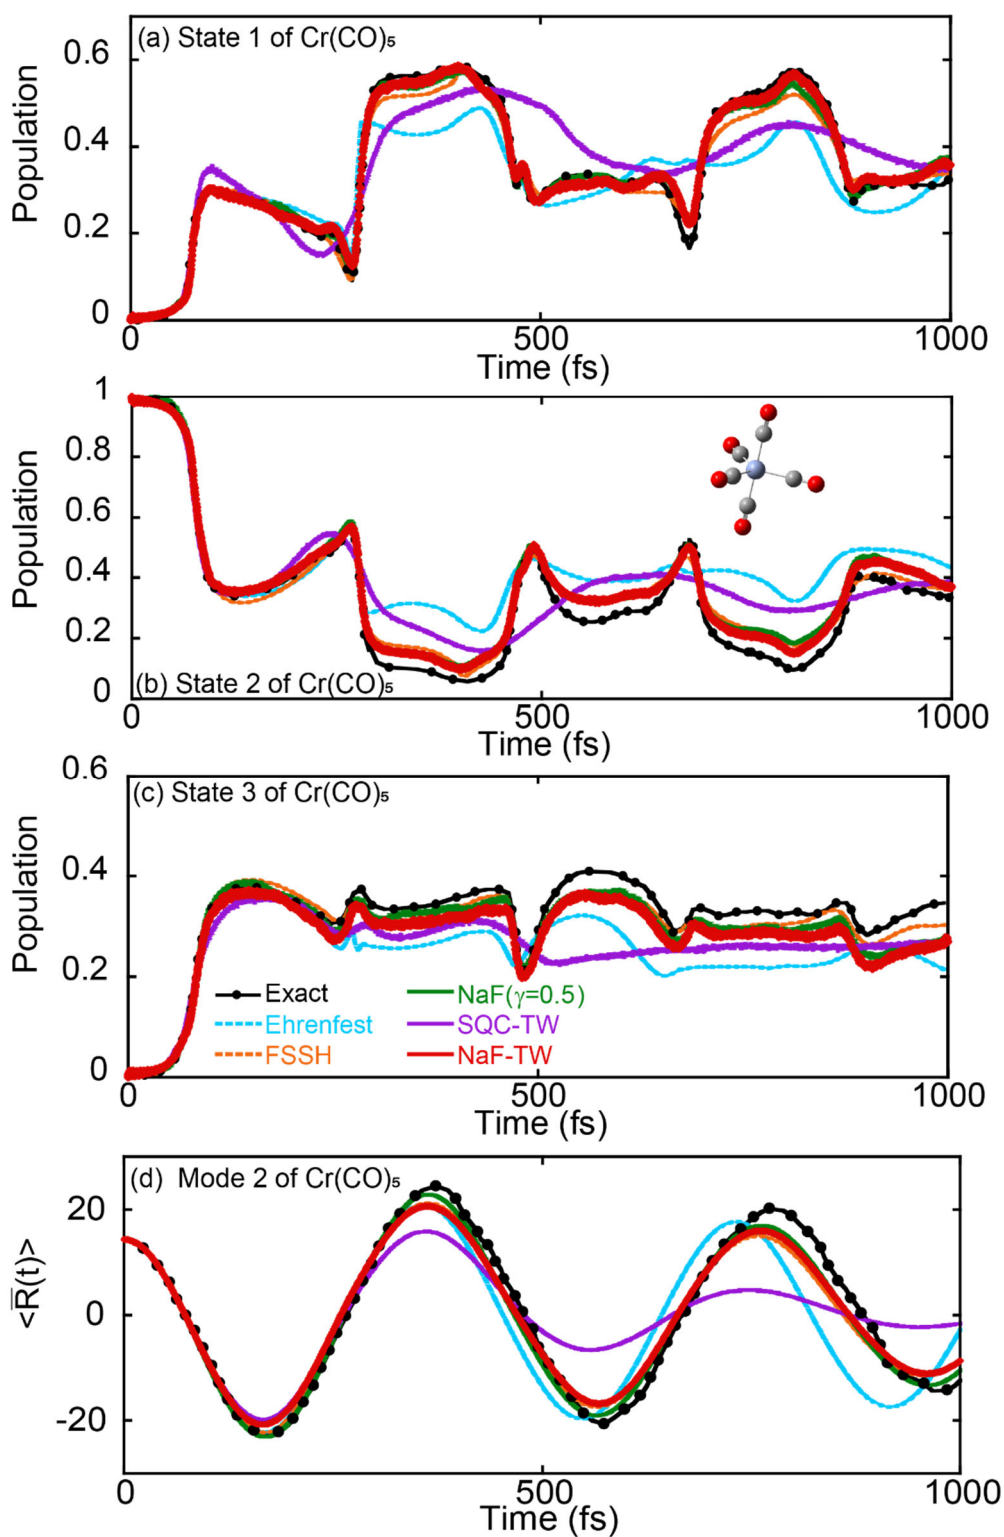 (a) State 1 of Cr(CO)₅
Population
0.6
0.4
0.2
0
0
500
1000
Time (fs)
1
0.8
0.6
0.4
0.2
0
Population
(b) State 2 of Cr(CO)₅
0
500
1000
Time (fs)
0.6
(c) State 3 of Cr(CO)₅
0.4
0.2
0
Population
Exact
NaF(γ=0.5)
Ehrenfest
SQC-TW
FSSH
NaF-TW
0
500
1000
Time (fs)
(d) Mode 2 of Cr(CO)₅
20
0
-20
<R̅(t)>
0
500
1000
Time (fs)